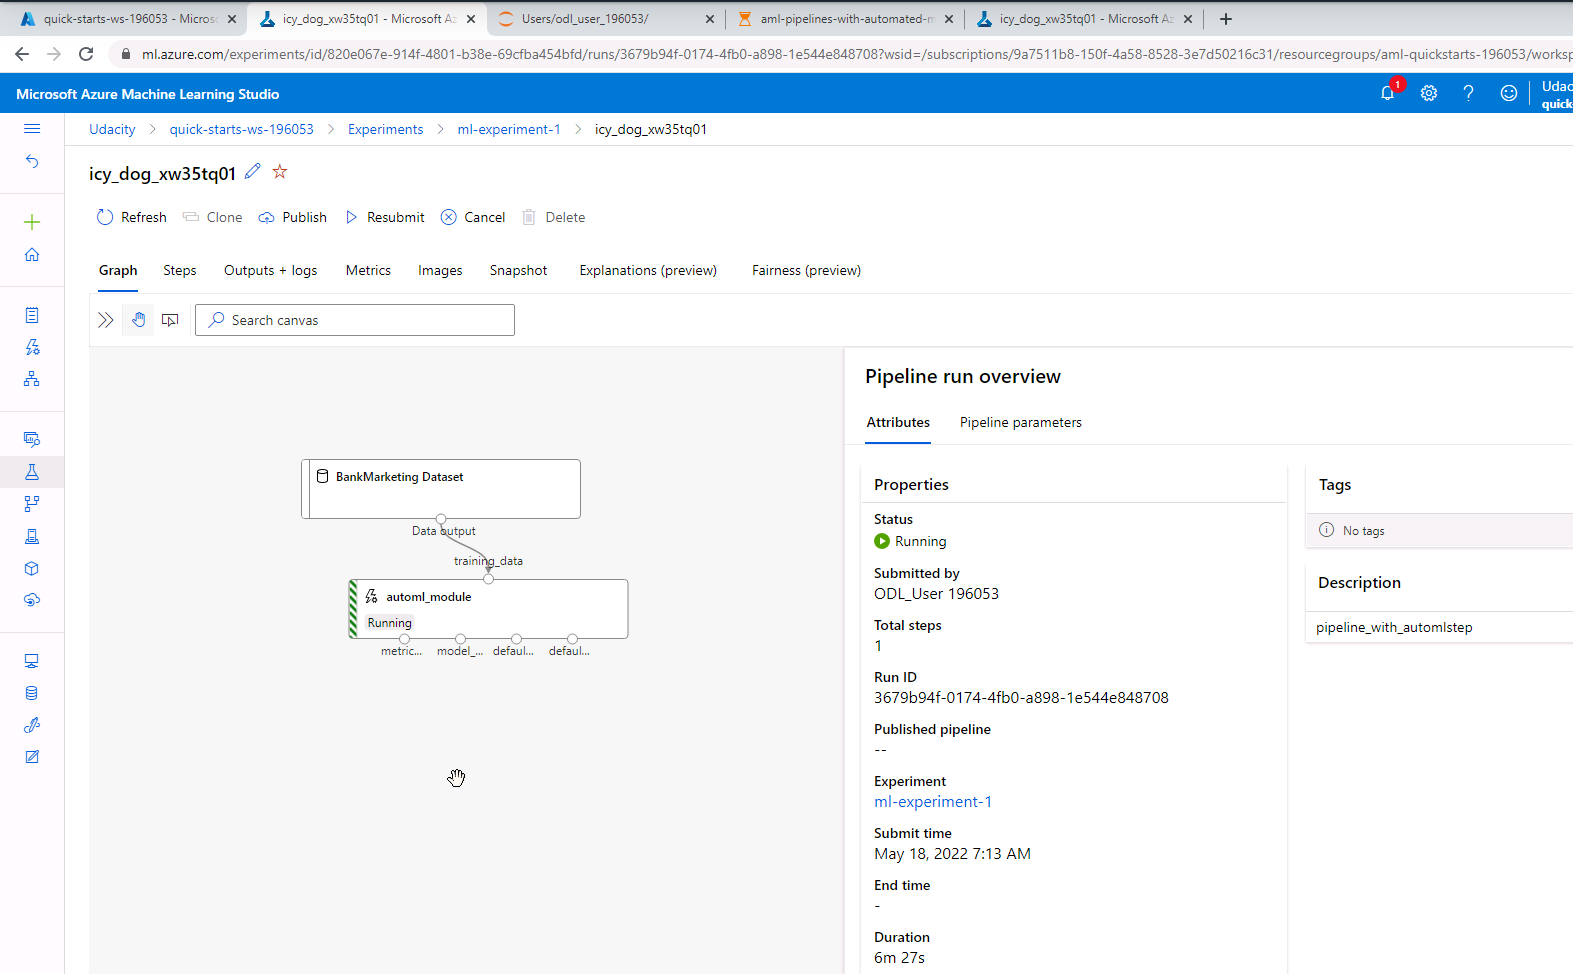 quick-starts-ws-196053 - Micros
icy_dog_xw35tq01 - Microsoft Az
Users/odl_user_196053/
aml-pipelines-with-automated-m
icy_dog_xw35tq01 - Microsoft Az
ml.azure.com/experiments/id/820e067e-914f-4801-b38e-69cfba454bfd/runs/3679b94f-0174-4fb0-a898-1e544e848708?wsid=/subscriptions/9a7511b8-150f-4a58-8528-3e7d50216c31/resourcegroups/aml-quickstarts-196053/worksp
Microsoft Azure Machine Learning Studio
1
Udac
quick-
Udacity > quick-starts-ws-196053 > Experiments > ml-experiment-1 > icy_dog_xw35tq01
icy_dog_xw35tq01
Refresh Clone Publish Resubmit Cancel Delete
Graph Steps Outputs + logs Metrics Images Snapshot Explanations (preview) Fairness (preview)
Search canvas
BankMarketing Dataset
Data output
training_data
automl_module
Running
metric... model_... defaul... defaul...
Pipeline run overview
Attributes Pipeline parameters
Properties
Status
Running
Submitted by
ODL_User 196053
Total steps
1
Run ID
3679b94f-0174-4fb0-a898-1e544e848708
Published pipeline
--
Experiment
ml-experiment-1
Submit time
May 18, 2022 7:13 AM
End time
-
Duration
6m 27s
Tags
No tags
Description
pipeline_with_automlstep